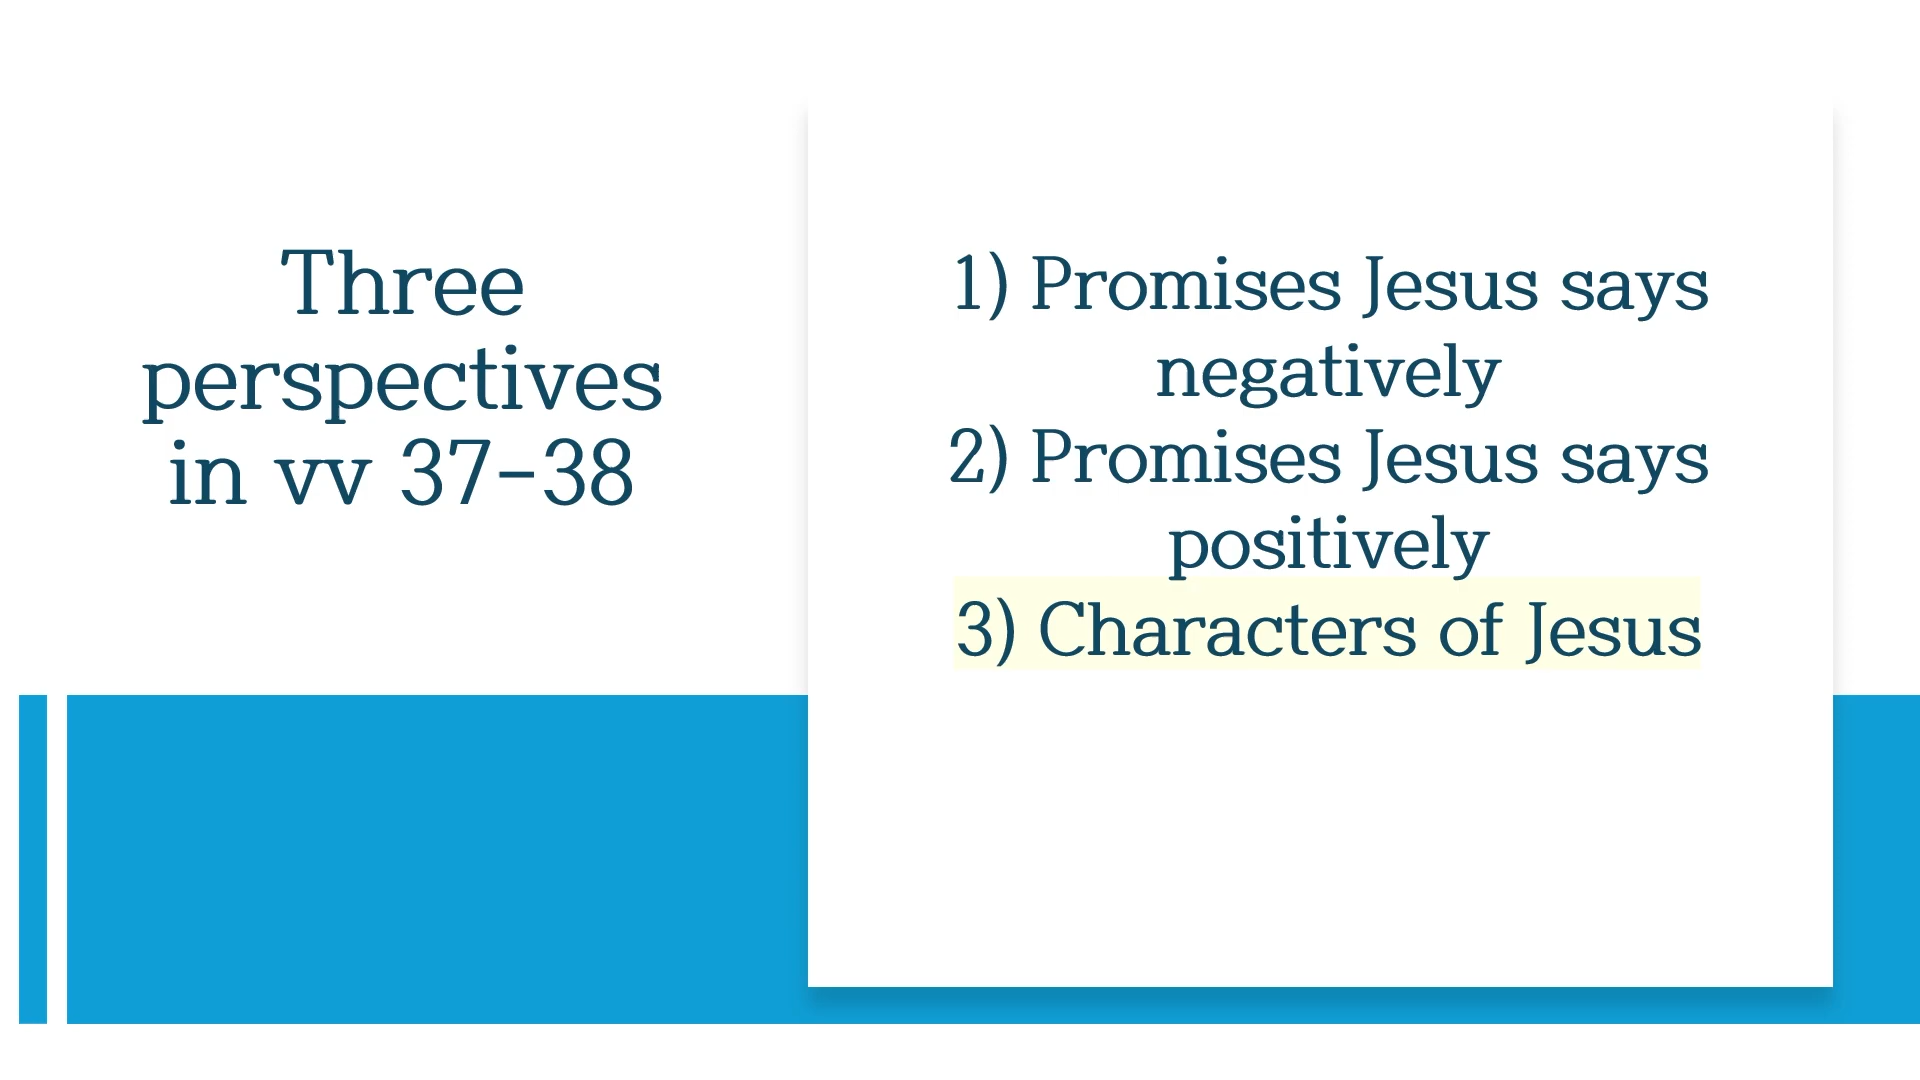 Three
perspectives
in vv 37-38
1) Promises Jesus says
negatively
2) Promises Jesus says
positively
3) Characters of Jesus